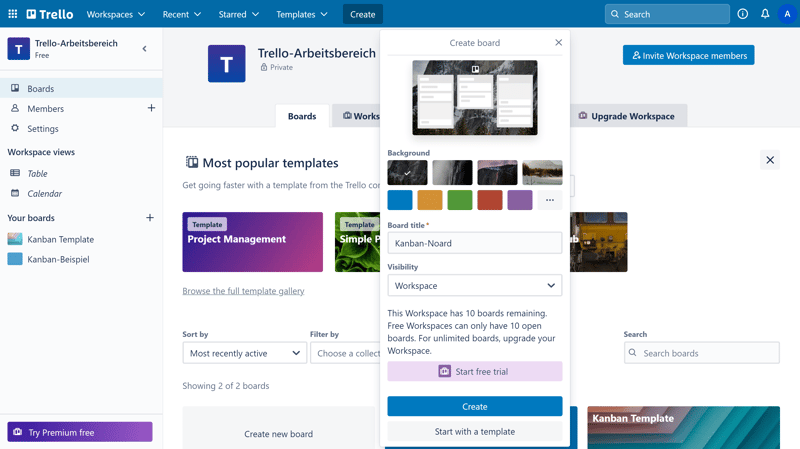 Trello
Workspaces
Recent
Starred
Templates
Create
Search
A
T
Trello-Arbeitsbereich
Free
Boards
Members
Settings
Workspace views
Table
Calendar
Your boards
Kanban Template
Kanban-Beispiel
Try Premium free
T
Trello-Arbeitsbereich
Private
Invite Workspace members
Boards
Works
Upgrade Workspace
Most popular templates
Get going faster with a template from the Trello co
Template
Project Management
Template
Simple P
ub
Browse the full template gallery
Sort by
Most recently active
Filter by
Choose a collect
Search
Search boards
Showing 2 of 2 boards
Create new board
Kanban Template
Create board
Background
Board title *
Kanban-Noard
Visibility
Workspace
This Workspace has 10 boards remaining.
Free Workspaces can only have 10 open
boards. For unlimited boards, upgrade your
Workspace.
Start free trial
Create
Start with a template